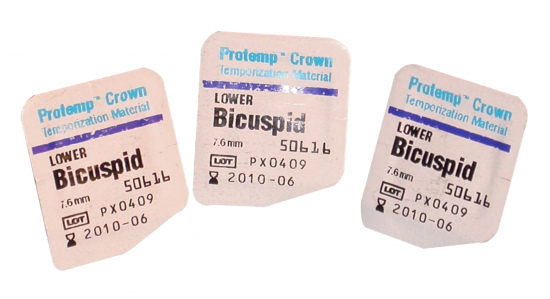 Protemp™ Crown
Temporization Material
LOWER
Bicuspid
50616
7.6mm
LOT PX0409
2010-06
Protemp™ Crown
Temporization Material
LOWER
Bicuspid
7.6mm 50616
LOT PX0409
2010-06
Protemp™ Crown
Temporization Material
LOWER
Bicuspid
50616
7.6mm
LOT PX0409
2010-06